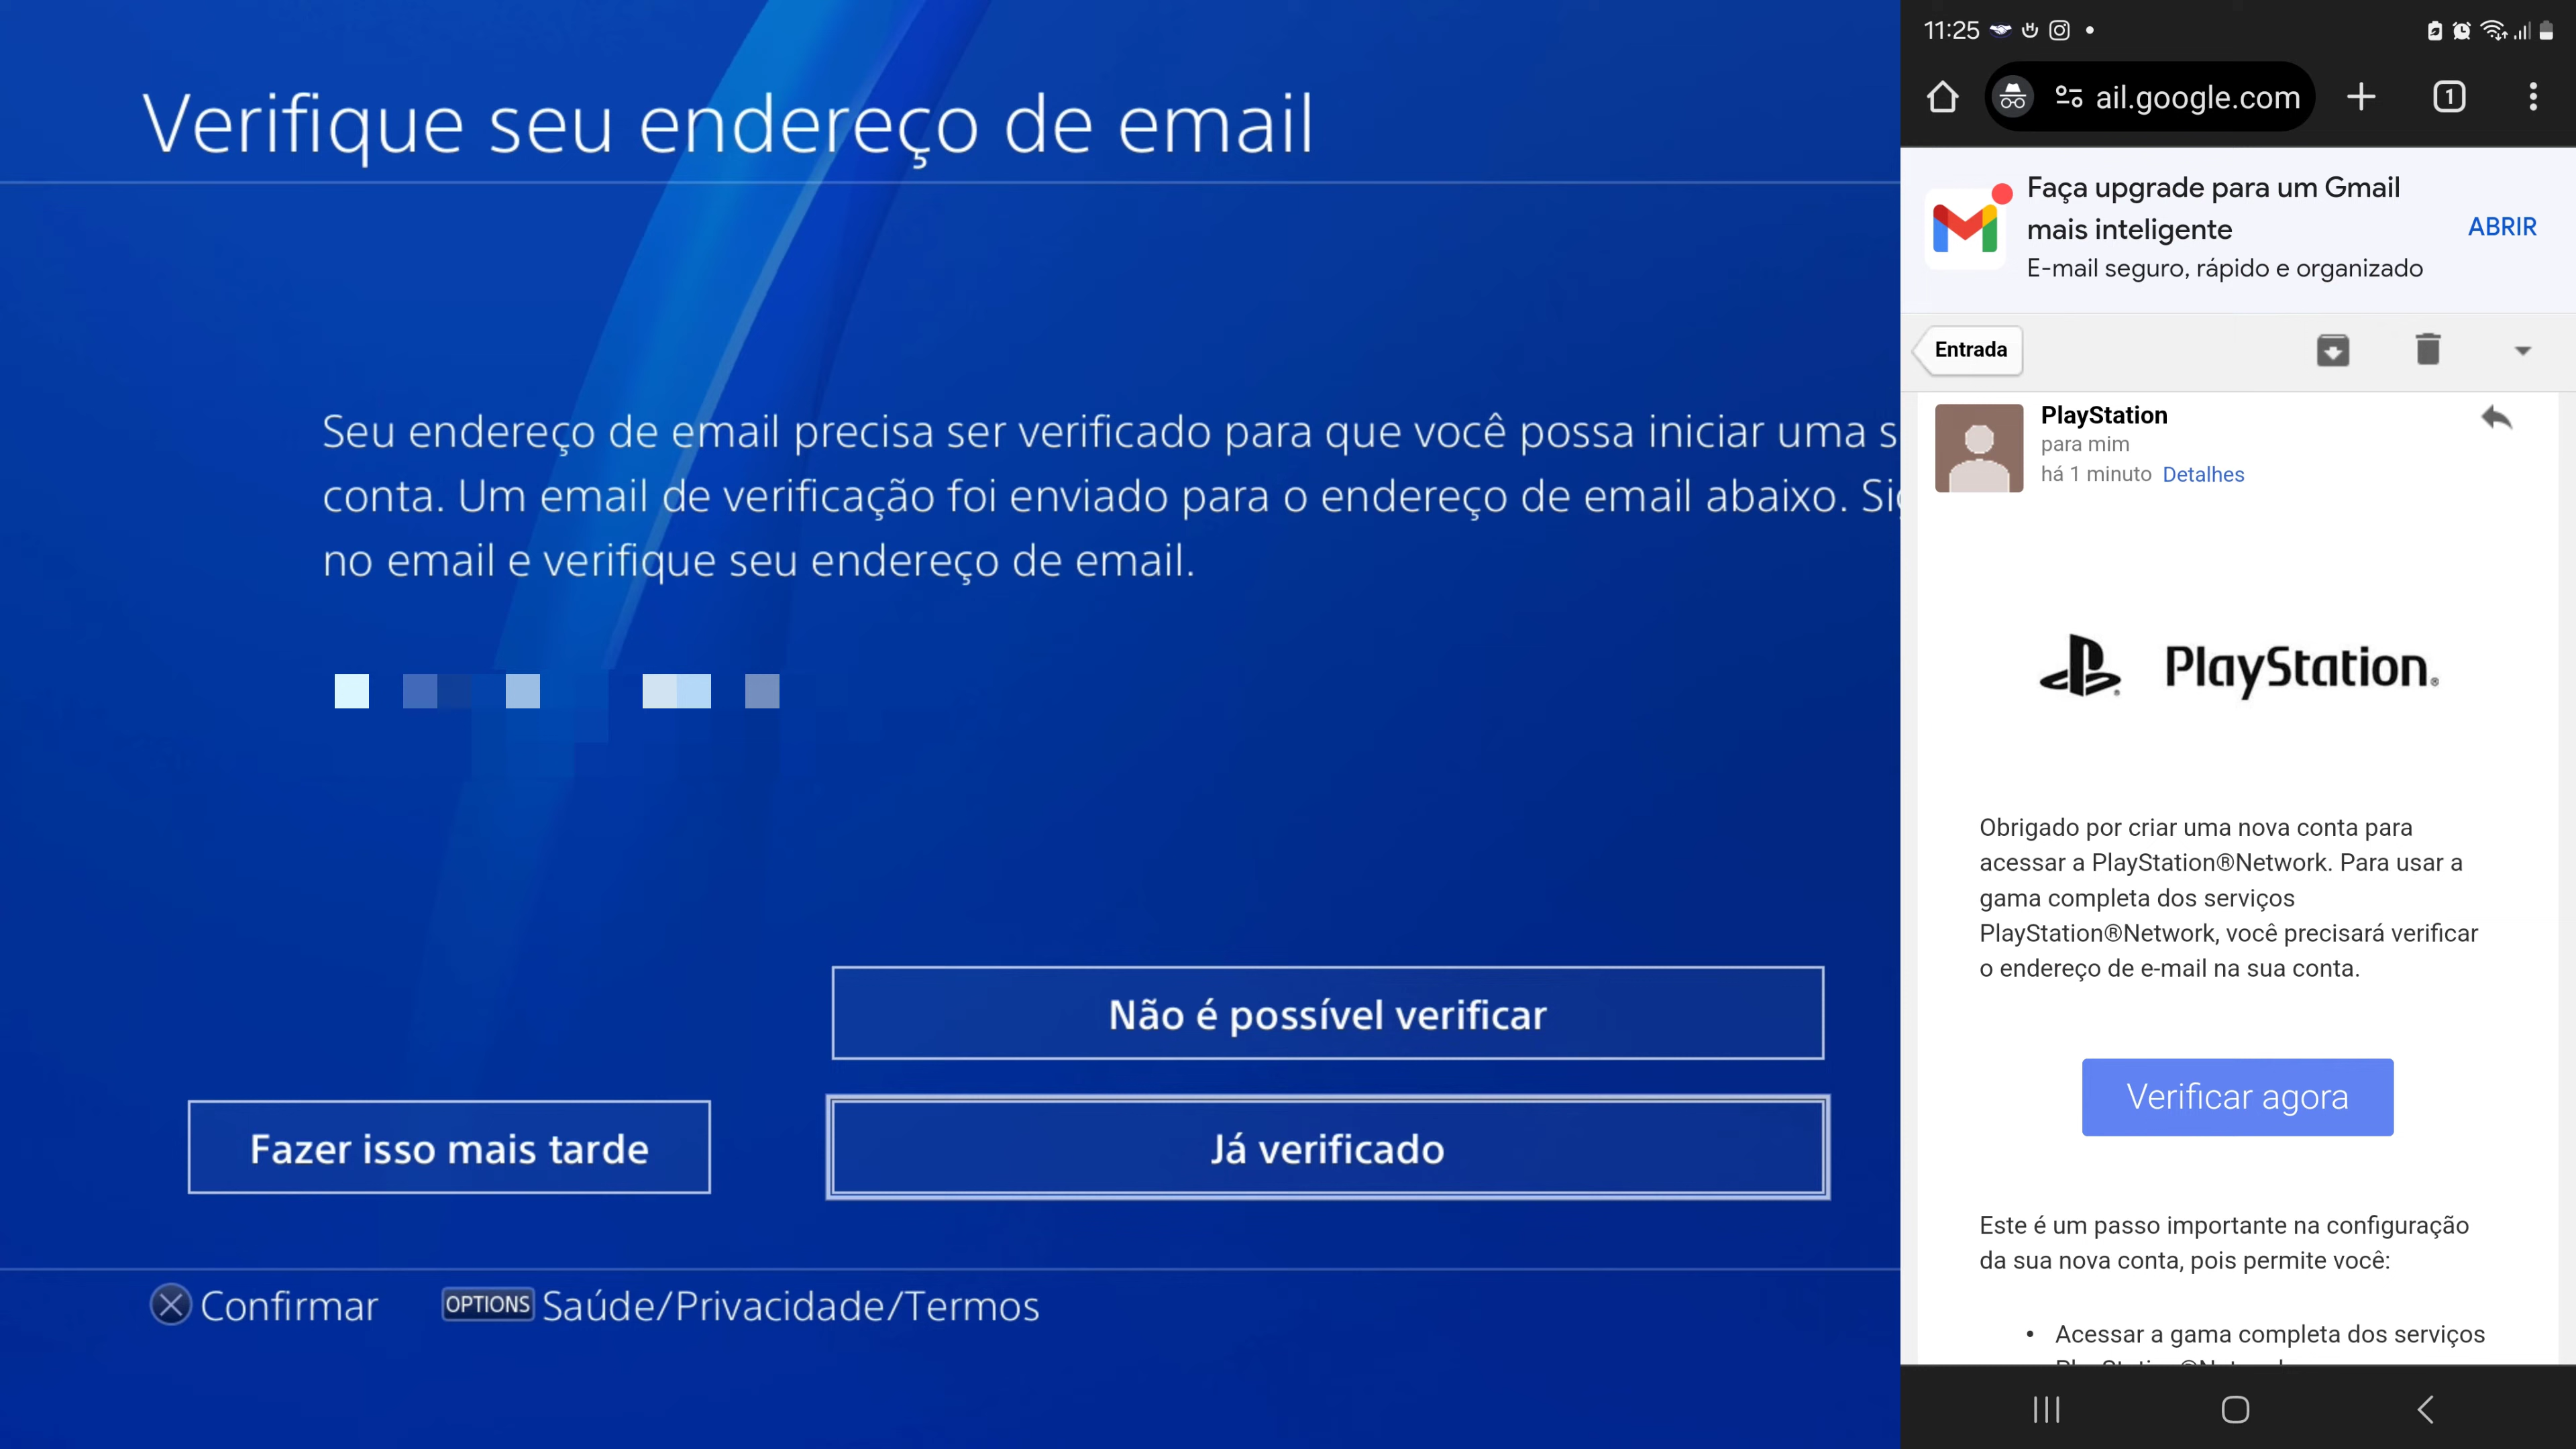 Verifique seu endereço de email
Seu endereço de email precisa ser verificado para que você possa iniciar uma s
conta. Um email de verificação foi enviado para o endereço de email abaixo. Sig
no email e verifique seu endereço de email.
Não é possível verificar
Fazer isso mais tarde
Já verificado
Confirmar
OPTIONS Saúde/Privacidade/Termos
11:25
ail.google.com
1
Faça upgrade para um Gmail
mais inteligente
E-mail seguro, rápido e organizado
ABRIR
Entrada
PlayStation
para mim
há 1 minuto Detalhes
PlayStation®
Obrigado por criar uma nova conta para
acessar a PlayStation®Network. Para usar a
gama completa dos serviços
PlayStation®Network, você precisará verificar
o endereço de e-mail na sua conta.
Verificar agora
Este é um passo importante na configuração
da sua nova conta, pois permite você:
• Acessar a gama completa dos serviços